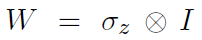 W = σ_z ⊗ I